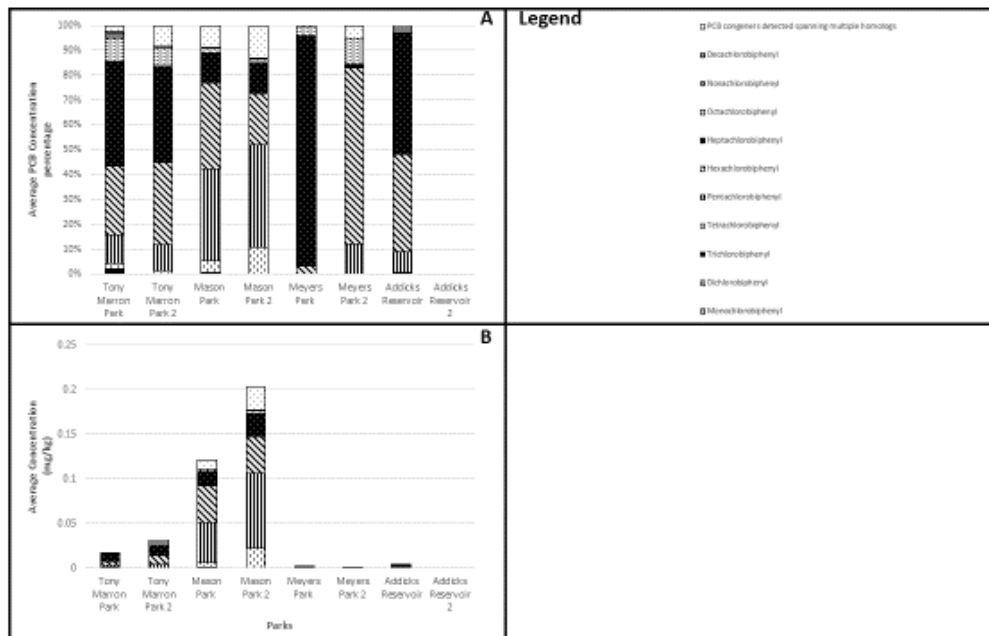 A
Legend
100%
90%
80%
70%
60%
50%
40%
30%
20%
10%
0%
Average PCB Concentration
percentage
Tony
Marron
Park
Tony
Marron
Park 2
Mason
Park
Mason
Park 2
Meyers
Park
Meyers
Park 2
Addicks
Reservoir
Addicks
Reservoir
2
PCB congeners detected spanning multiple homologs
Decachlorobiphenyl
Nonachlorobiphenyl
Octachlorobiphenyl
Heptachlorobiphenyl
Hexachlorobiphenyl
Pentachlorobiphenyl
Tetrachlorobiphenyl
Trichlorobiphenyl
Dichlorobiphenyl
Monochlorobiphenyl
B
0.25
0.2
0.15
0.1
0.05
0
Average Concentration
(mg/kg)
Tony
Marron
Park
Tony
Marron
Park 2
Mason
Park
Mason
Park 2
Meyers
Park
Meyers
Park 2
Addicks
Reservoir
Addicks
Reservoir
2
Parks